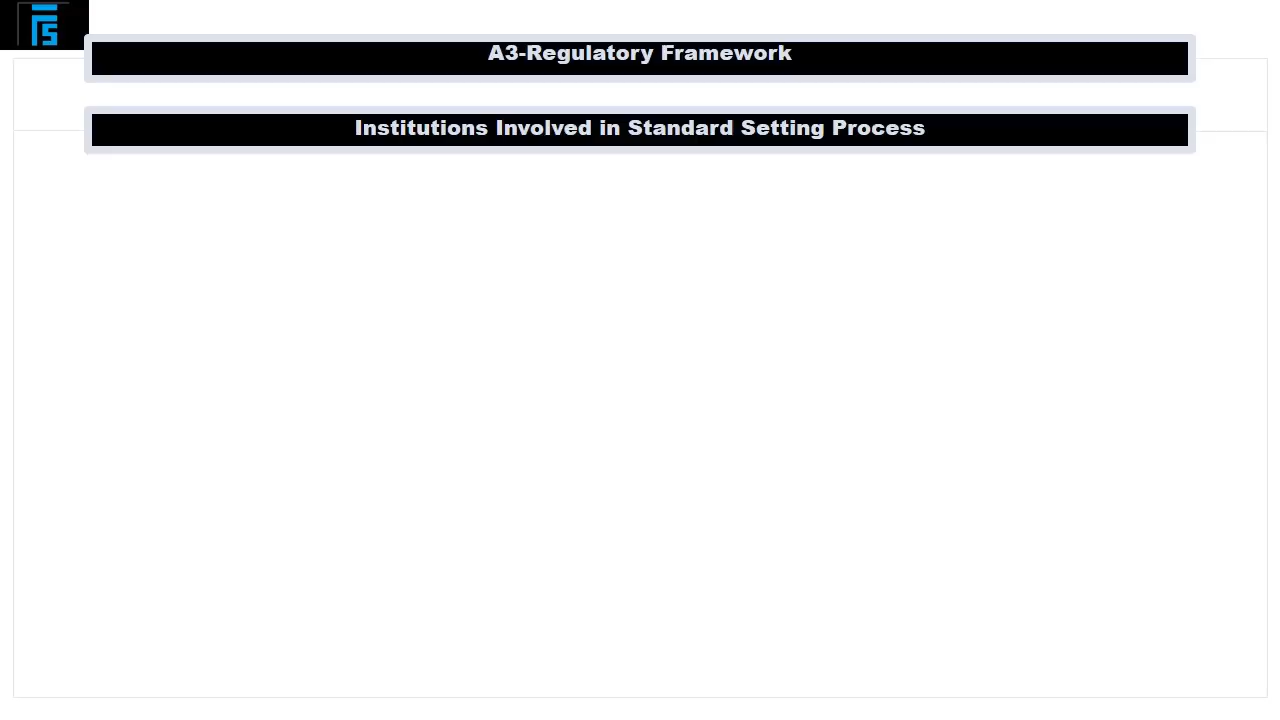 A3-Regulatory Framework
Institutions Involved in Standard Setting Process